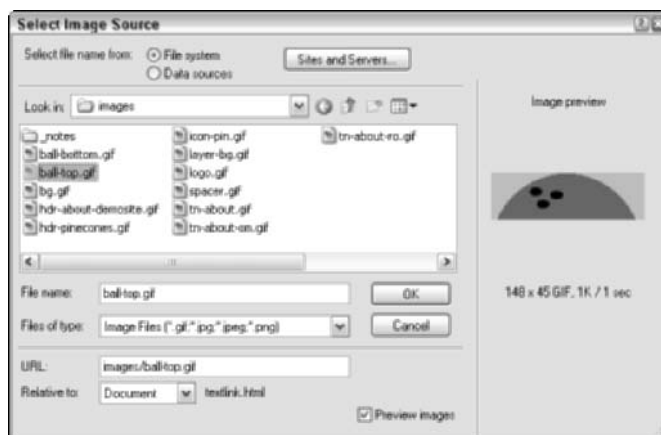 Select Image Source
Select file name from: File system Sites and Servers...
Data sources
Look in: images
Image preview
_notes
ball-bottom.gif
ball-top.gif
bg.gif
hdr-about-demosite.gif
hdr-pinecones.gif
icon-pin.gif
layer-bg.gif
logo.gif
spacer.gif
tn-about.gif
tn-about-on.gif
tn-about-ro.gif
File name: ball-top.gif OK
148 x 45 GIF, 1K / 1 sec
Files of type: Image Files (*.gif;*.jpg;*.jpeg;*.png) Cancel
URL: images/ball-top.gif
Relative to: Document textlink.html
Preview images